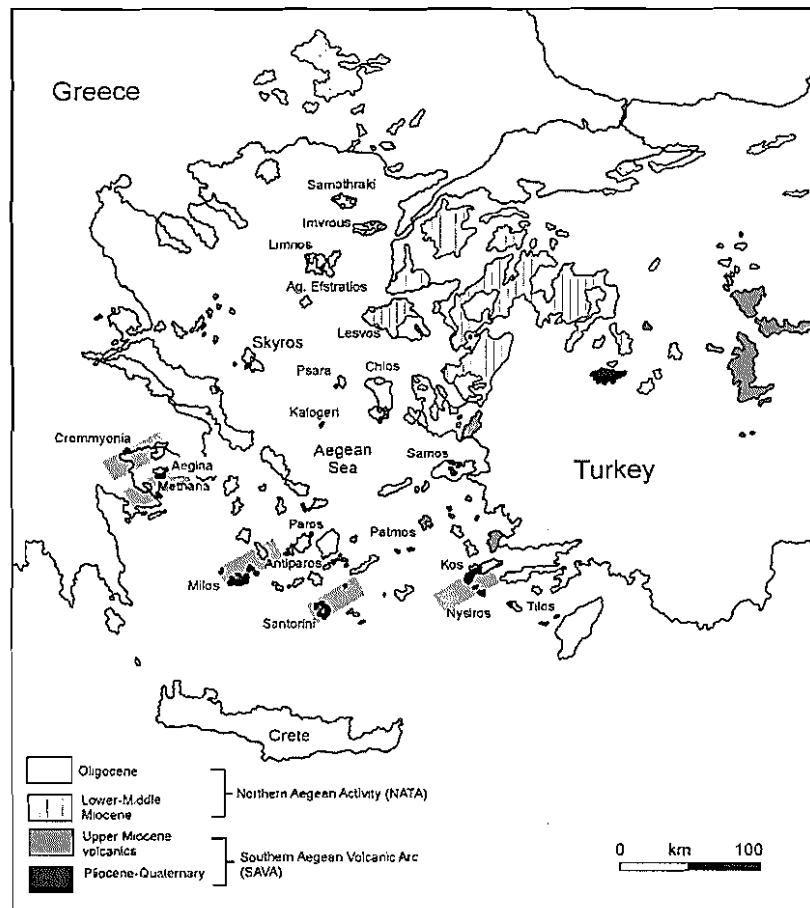 Greece
Samothraki
Imvrous
Limnos
Ag. Efstratios
Lesvos
Skyros
Psara
Chios
Kalogeri
Crommyonia
Aegean
Sea
Samos
Turkey
Aegina
Methana
Paros
Patmos
Antiparos
Kos
Milos
Santorini
Nysiros
Tilos
Crete
Oligocene
Lower-Middle
Miocene
Northern Aegean Activity (NATA)
Upper Miocene
volcanics
Pliocene-Quaternary
Southern Aegean Volcanic Arc
(SAVA)
0 km 100